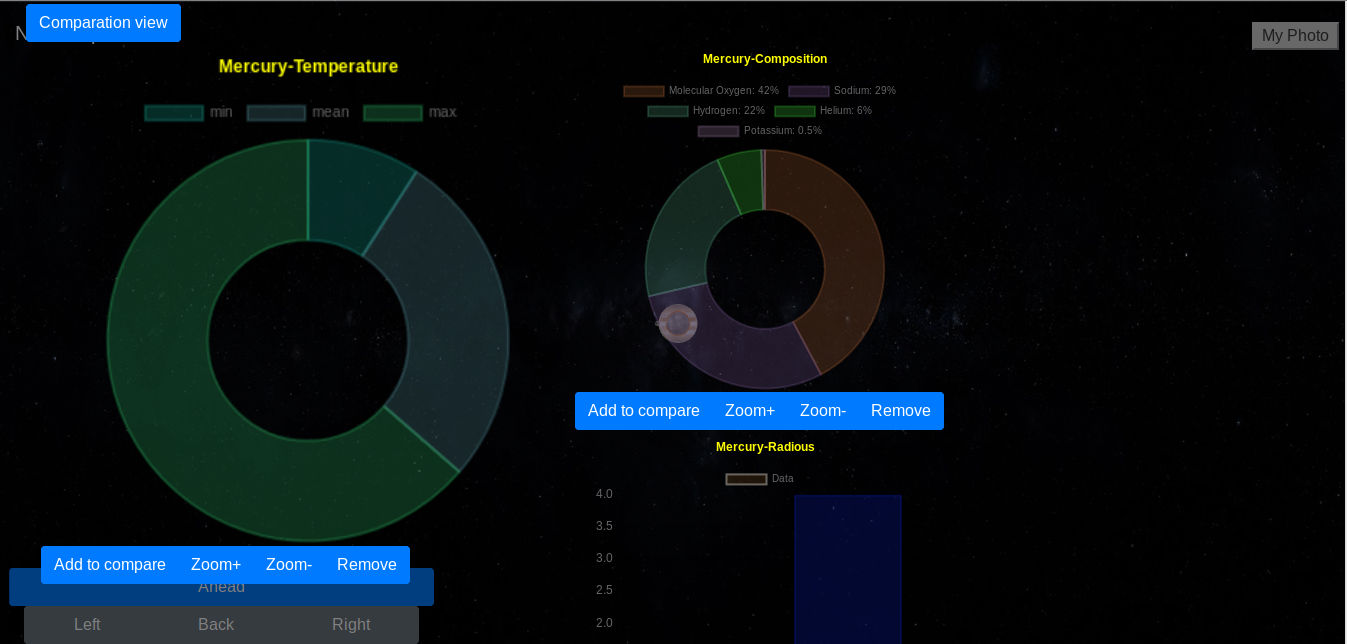 Comparation view
My Photo
Mercury-Temperature
min mean max
Mercury-Composition
Molecular Oxygen: 42% Sodium: 29%
Hydrogen: 22% Helium: 6%
Potassium: 0.5%
Add to compare Zoom+ Zoom- Remove
Mercury-Radious
Data
4.0
3.5
3.0
2.5
2.0
Add to compare Zoom+ Zoom- Remove
Ahead
Left Back Right